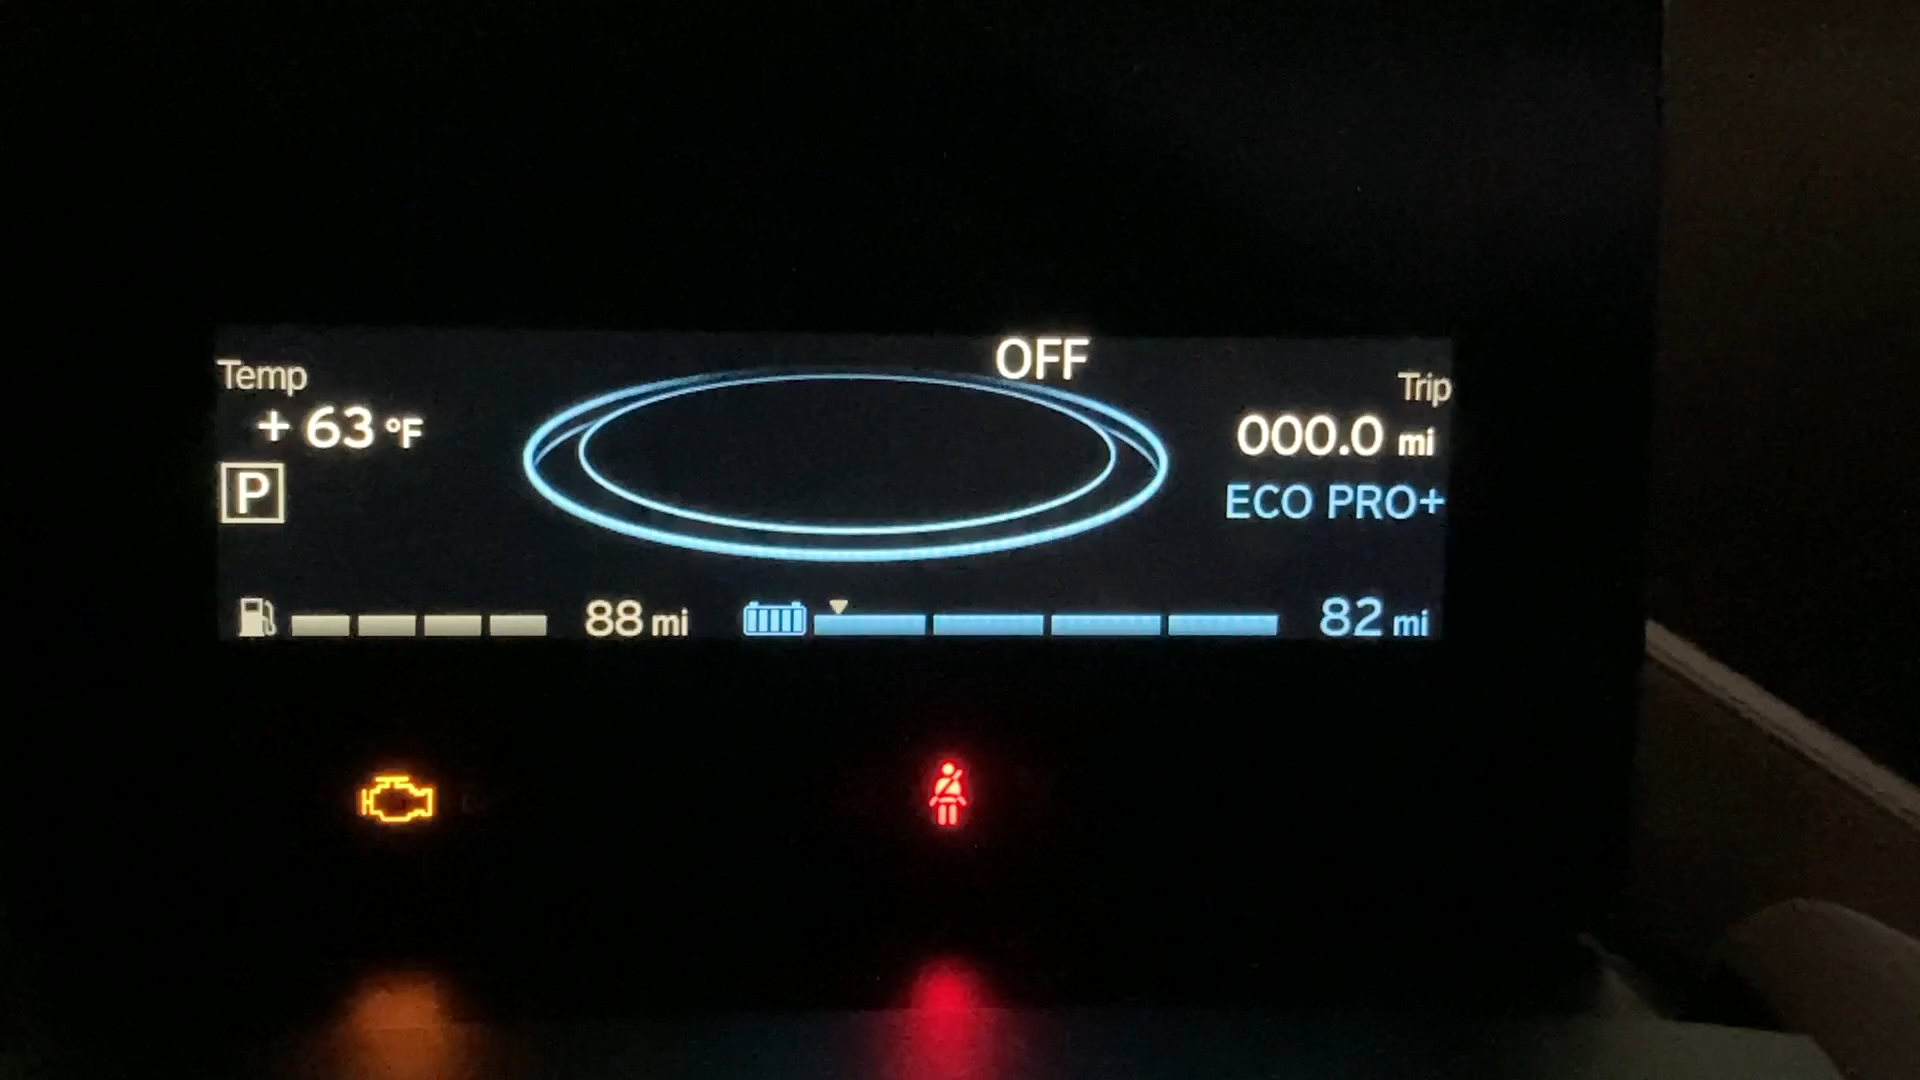 OFF
Temp
+ 63 °F
Trip
000.0 mi
P
ECO PRO+
88 mi
82 mi